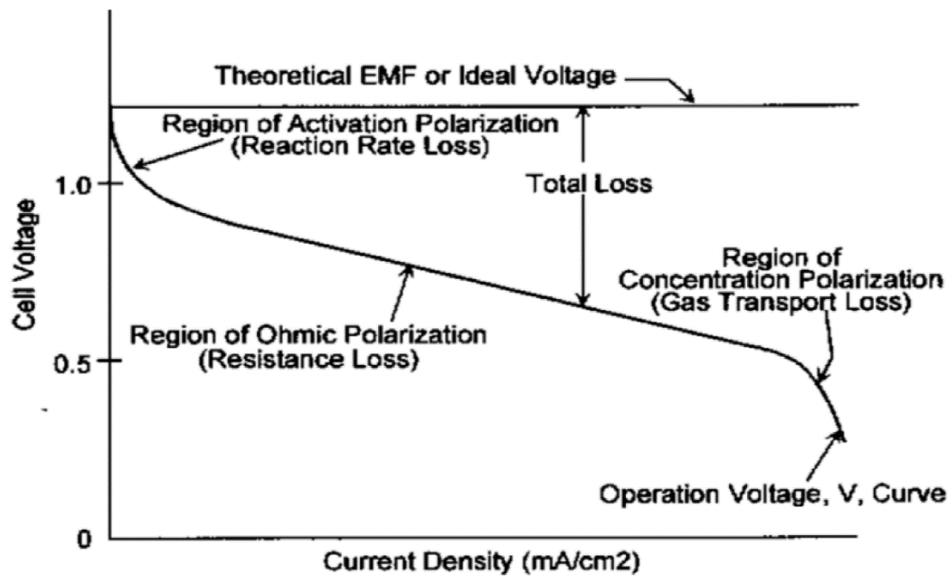 Theoretical EMF or Ideal Voltage
Region of Activation Polarization
(Reaction Rate Loss)
1.0
Total Loss
Region of
Concentration Polarization
(Gas Transport Loss)
Cell Voltage
Region of Ohmic Polarization
(Resistance Loss)
0.5
Operation Voltage, V, Curve
0
Current Density (mA/cm2)